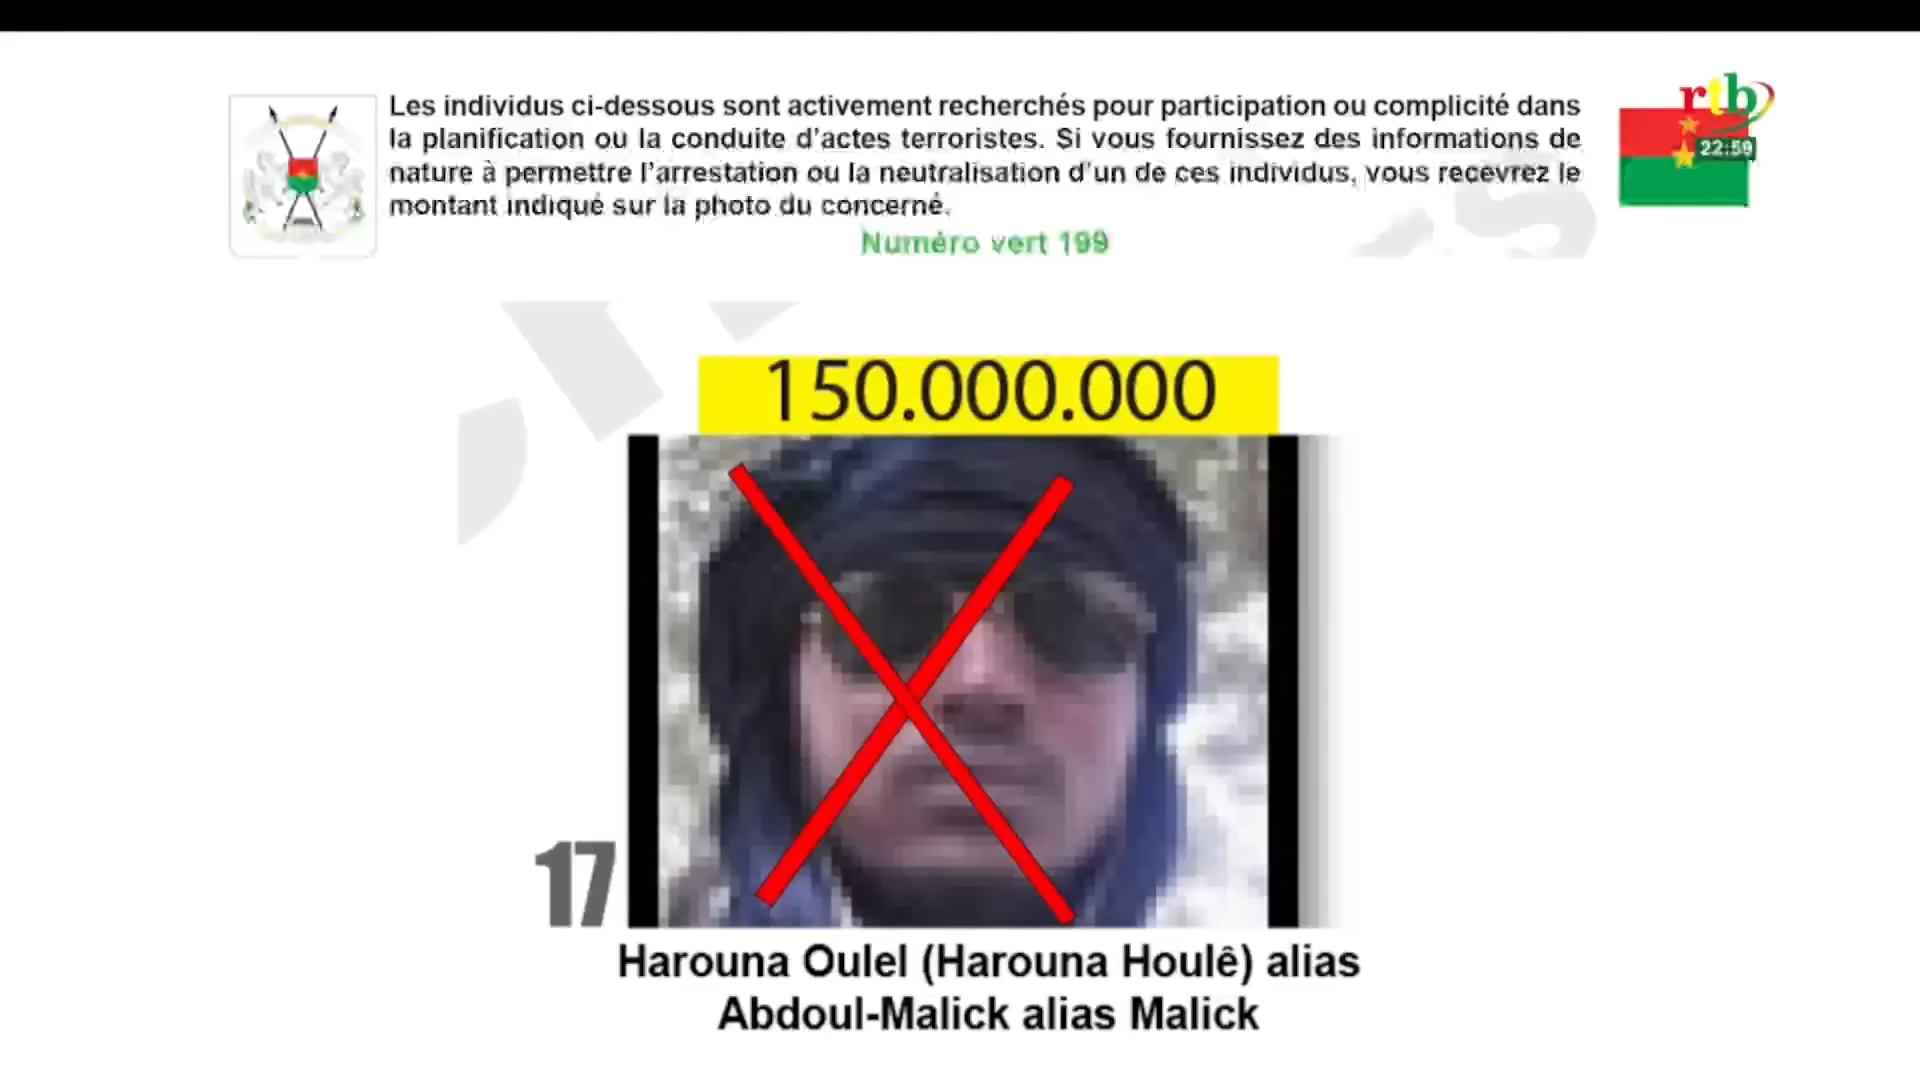 Les individus ci-dessous sont activement recherchés pour participation ou complicité dans
la planification ou la conduite d'actes terroristes. Si vous fournissez des informations de
nature à permettre l'arrestation ou la neutralisation d'un de ces individus, vous recevrez le
montant indiqué sur la photo du concerné.
Numéro vert 199
rtb
22:59
150.000.000
17
Harouna Oulel (Harouna Houlê) alias
Abdoul-Malick alias Malick